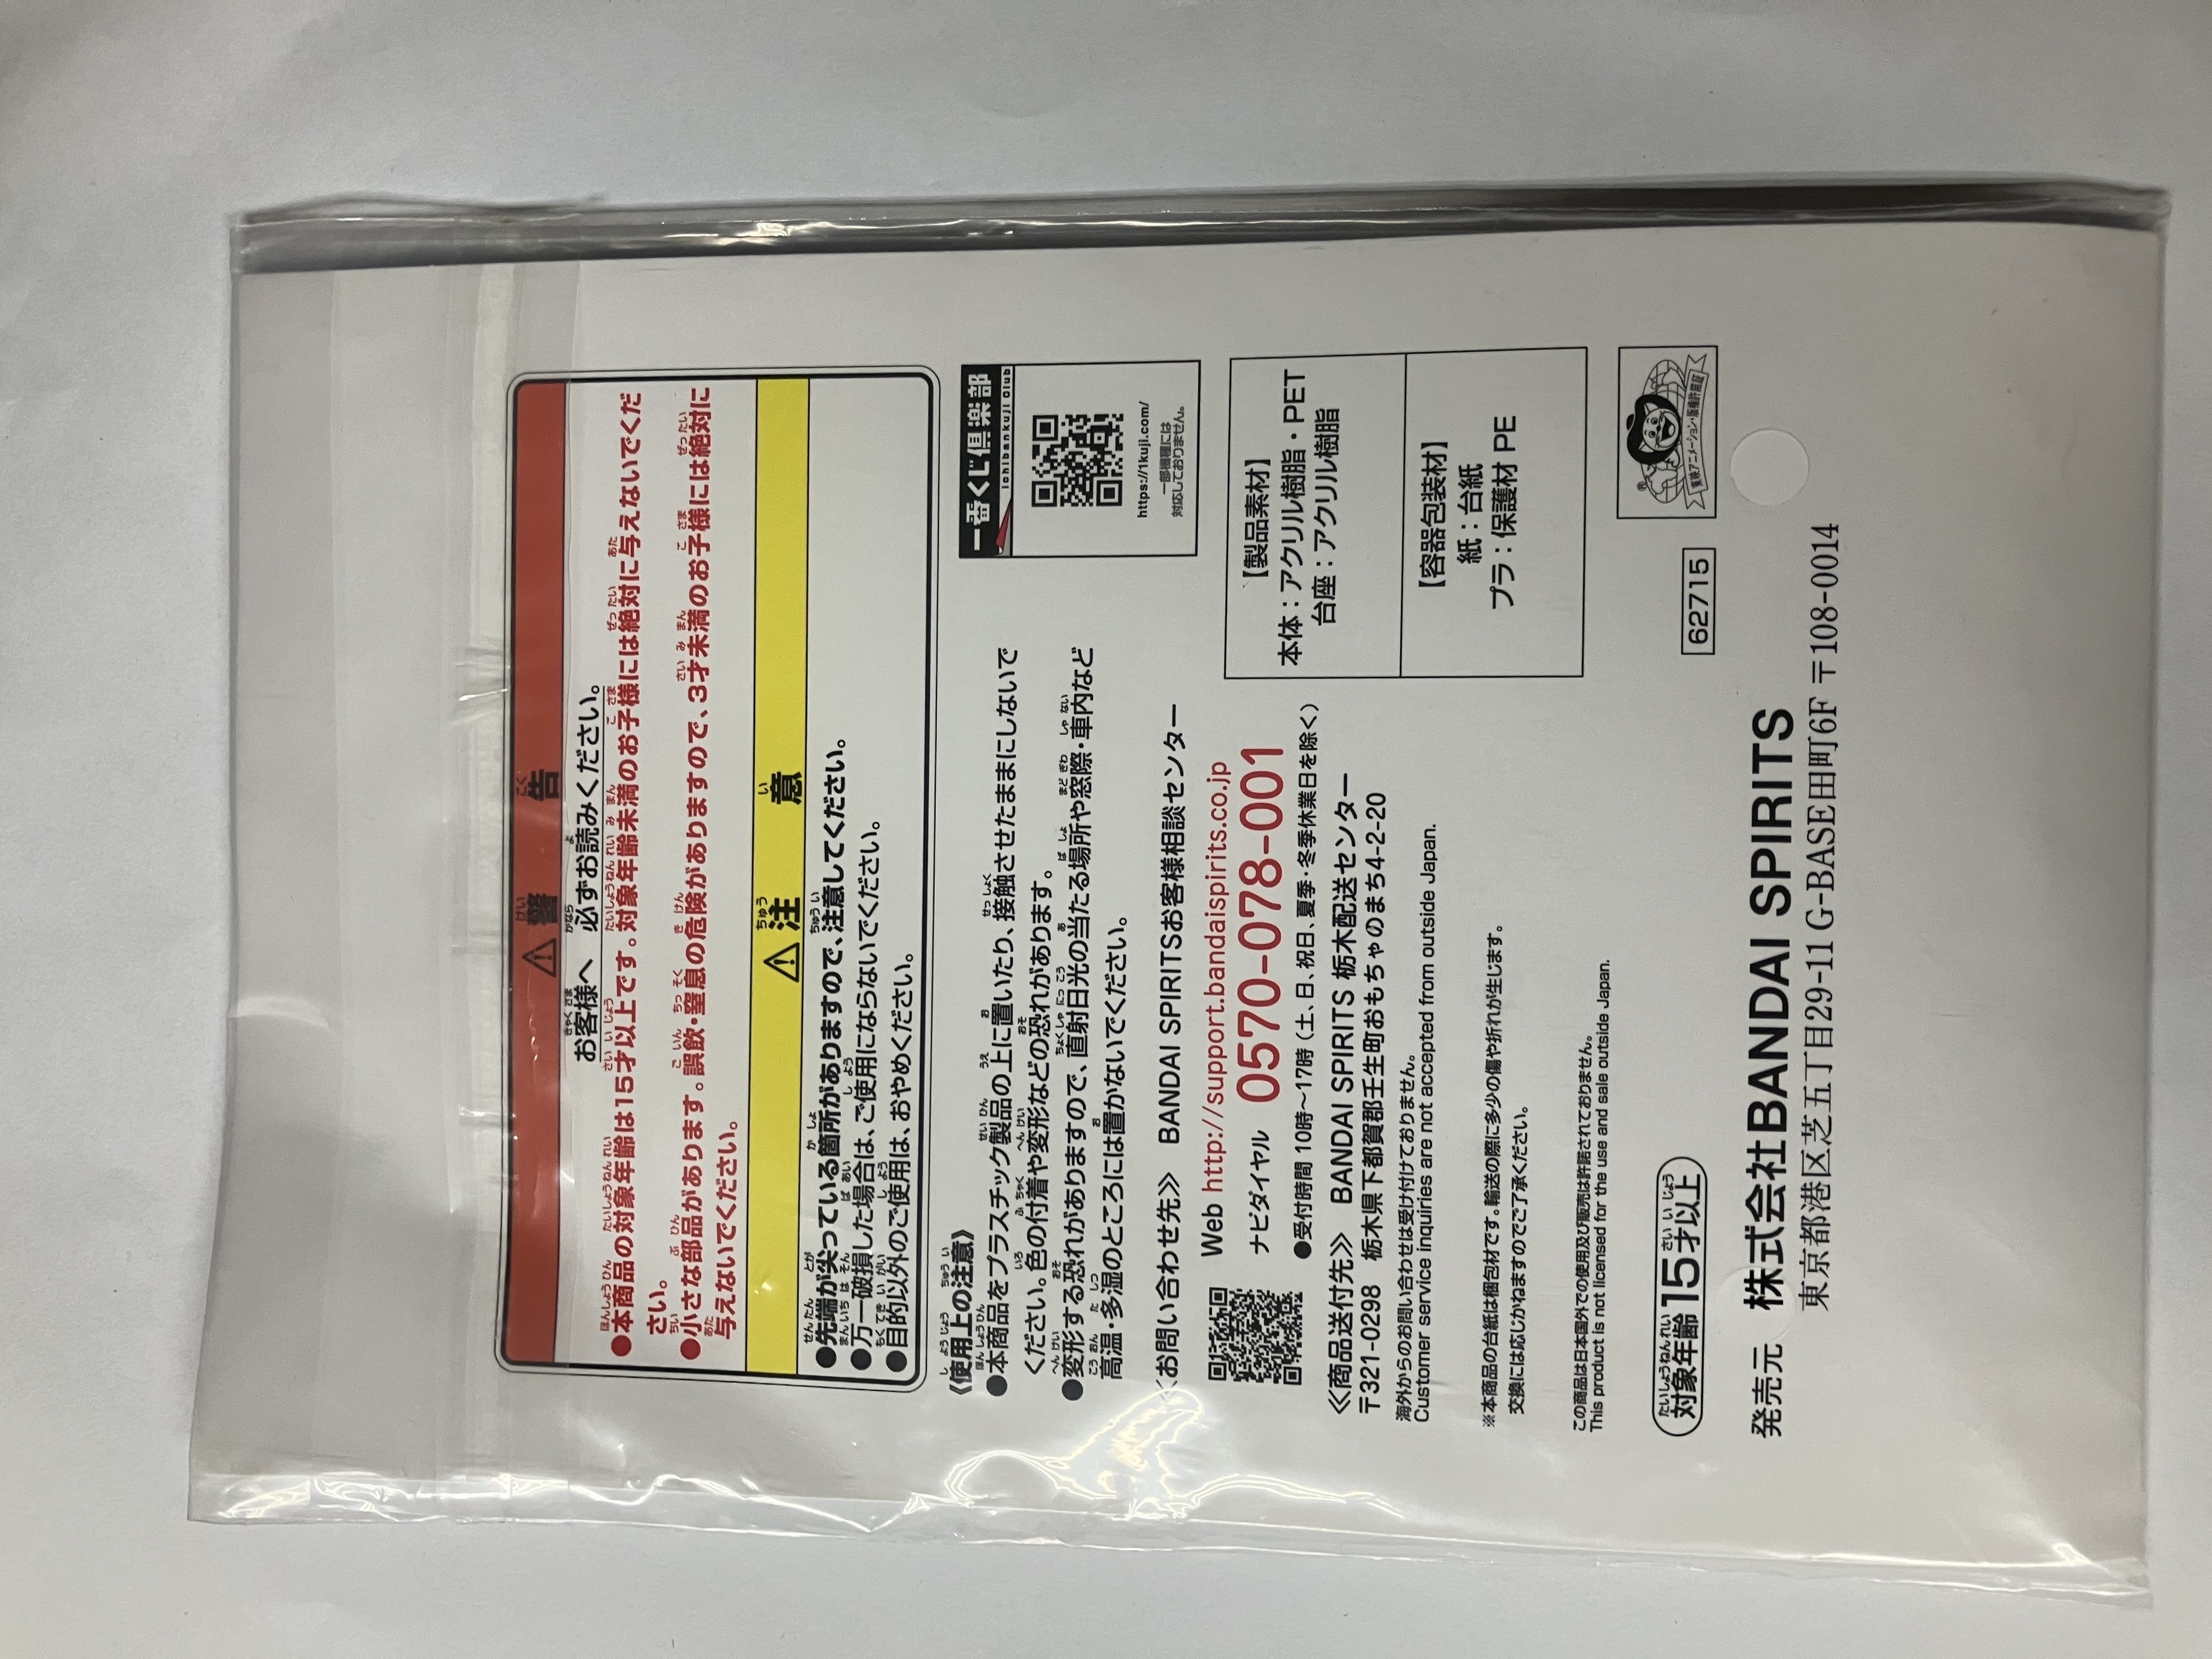 ⚠警告
お客様へ 必ずお読みください。
●本商品の対象年齢は15才以上です。対象年齢未満のお子様には絶対に与えないでくだ
さい。
●小さな部品があります。誤飲・窒息の危険がありますので、3才未満のお子様には絶対に
与えないでください。
⚠注意
●先端が尖っている箇所がありますので、注意してください。
●万一破損した場合は、ご使用にならないでください。
●目的以外のご使用は、おやめください。
《使用上の注意》
●本商品をプラスチック製品の上に置いたり、接触させたままにしないで
ください。色の付着や変形などの恐れがあります。
●変形する恐れがありますので、直射日光の当たる場所や窓際・車内など
高温・多湿のところには置かないでください。
一番くじ倶楽部
Ichibankuji Club
https://1kuji.com/
一部機種には
対応しておりません。
《お問い合わせ先》 BANDAI SPIRITSお客様相談センター
Web http://support.bandaispirits.co.jp
ナビダイヤル 0570-078-001
●受付時間 10時〜17時(土、日、祝日、夏季・冬季休業日を除く)
《商品送付先》 BANDAI SPIRITS 栃木配送センター
〒321-0298 栃木県下都賀郡壬生町おもちゃのまち4-2-20
海外からのお問い合わせは受け付けておりません。
Customer service inquiries are not accepted from outside Japan.
【製品素材】
本体：アクリル樹脂・PET
台座：アクリル樹脂
【容器包装材】
紙：台紙
プラ：保護材 PE
※本商品の台紙は梱包材です。輸送の際に多少の傷や折れが生じます。
交換には応じかねますのでご了承ください。
この商品は日本国外での使用及び販売は許諾されておりません。
This product is not licensed for the use and sale outside Japan.
対象年齢15才以上
62715
®
東映アニメーション・版権許諾証
発売元 株式会社BANDAI SPIRITS
東京都港区芝五丁目29-11 G-BASE田町6F 〒108-0014